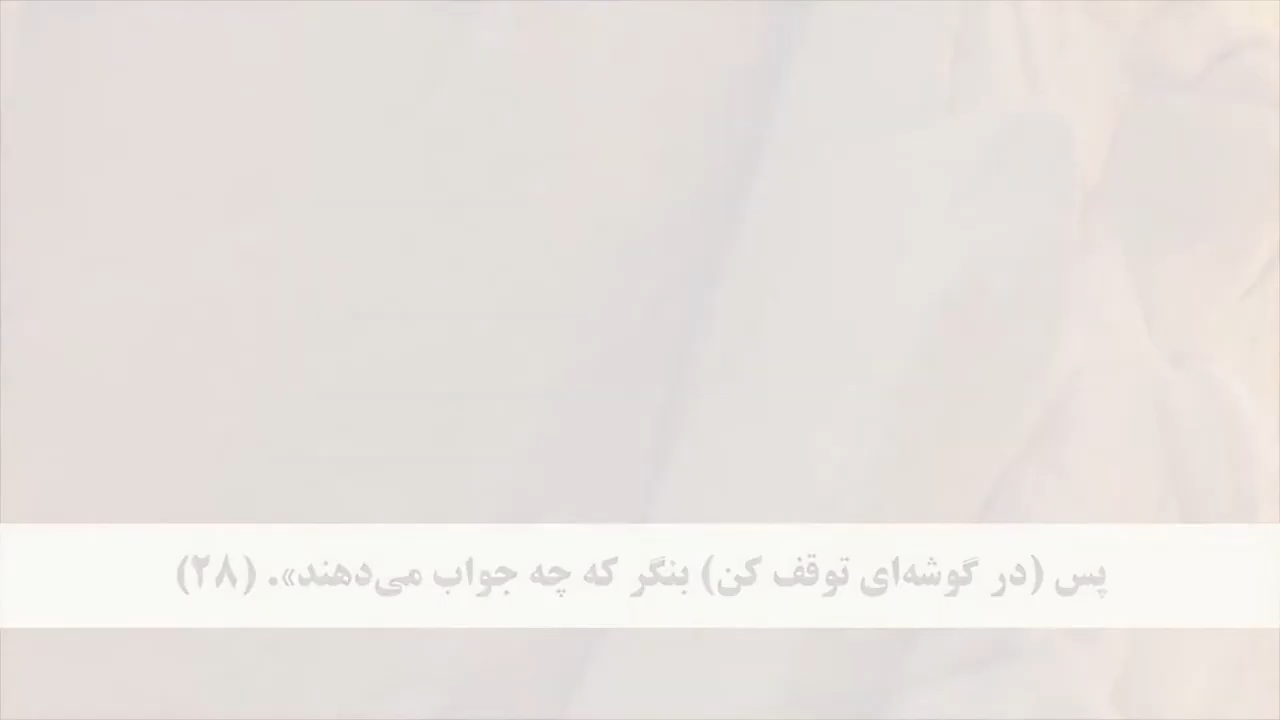 پس (در گوشه‌ای توقف کن) بنگر که چه جواب می‌دهند». (۲۸)